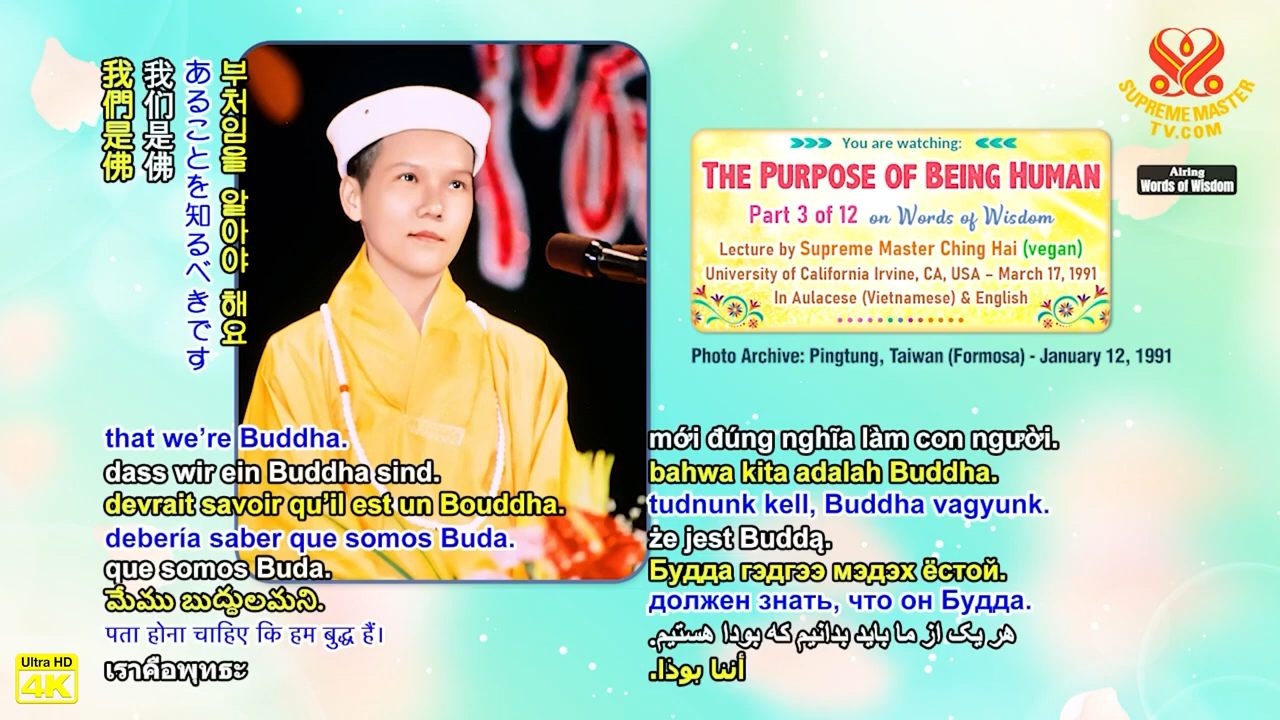 我們是佛
我们是佛
あることを知るべきです
부처임을 알아야 해요
SUPREME MASTER
TV.COM
Airing
Words of Wisdom
You are watching:
THE PURPOSE OF BEING HUMAN
Part 3 of 12 on Words of Wisdom
Lecture by Supreme Master Ching Hai (vegan)
University of California Irvine, CA, USA – March 17, 1991
In Aulacese (Vietnamese) & English
Photo Archive: Pingtung, Taiwan (Formosa) - January 12, 1991
that we’re Buddha.
dass wir ein Buddha sind.
devrait savoir qu’il est un Bouddha.
debería saber que somos Buda.
que somos Buda.
మేము బుద్ధులమని.
पता होना चाहिए कि हम बुद्ध हैं।
เราคือพุทธะ
mới đúng nghĩa làm con người.
bahwa kita adalah Buddha.
tudnunk kell, Buddha vagyunk.
że jest Buddą.
Будда гэдгээ мэдэх ёстой.
должен знать, что он Будда.
هر یک از ما باید بدانیم که بودا هستیم.
أننا بوذا.
Ultra HD
4K